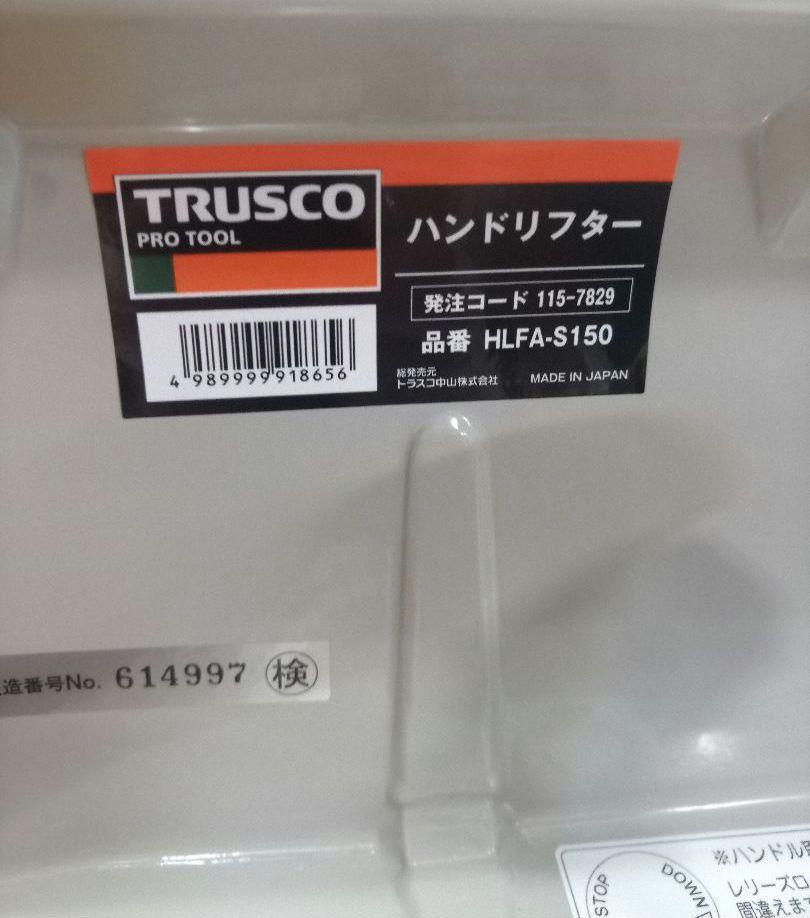 TRUSCO
PRO TOOL
ハンドリフター
発注コード 115-7829
品番 HLFA-S150
4 989999 918656
総発売元
トラスコ中山株式会社
MADE IN JAPAN
造番号No. 614997 検
※ハンドル
DOWN
STOP
レリーズロ
間違えま